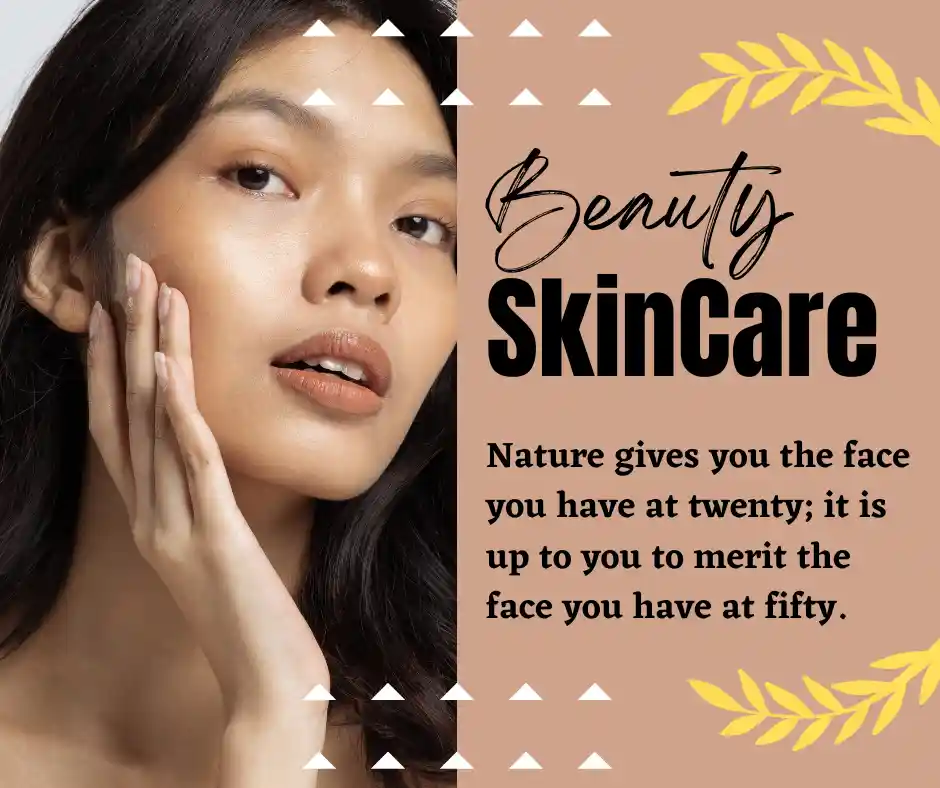 Beauty
SkinCare
Nature gives you the face
you have at twenty; it is
up to you to merit the
face you have at fifty.